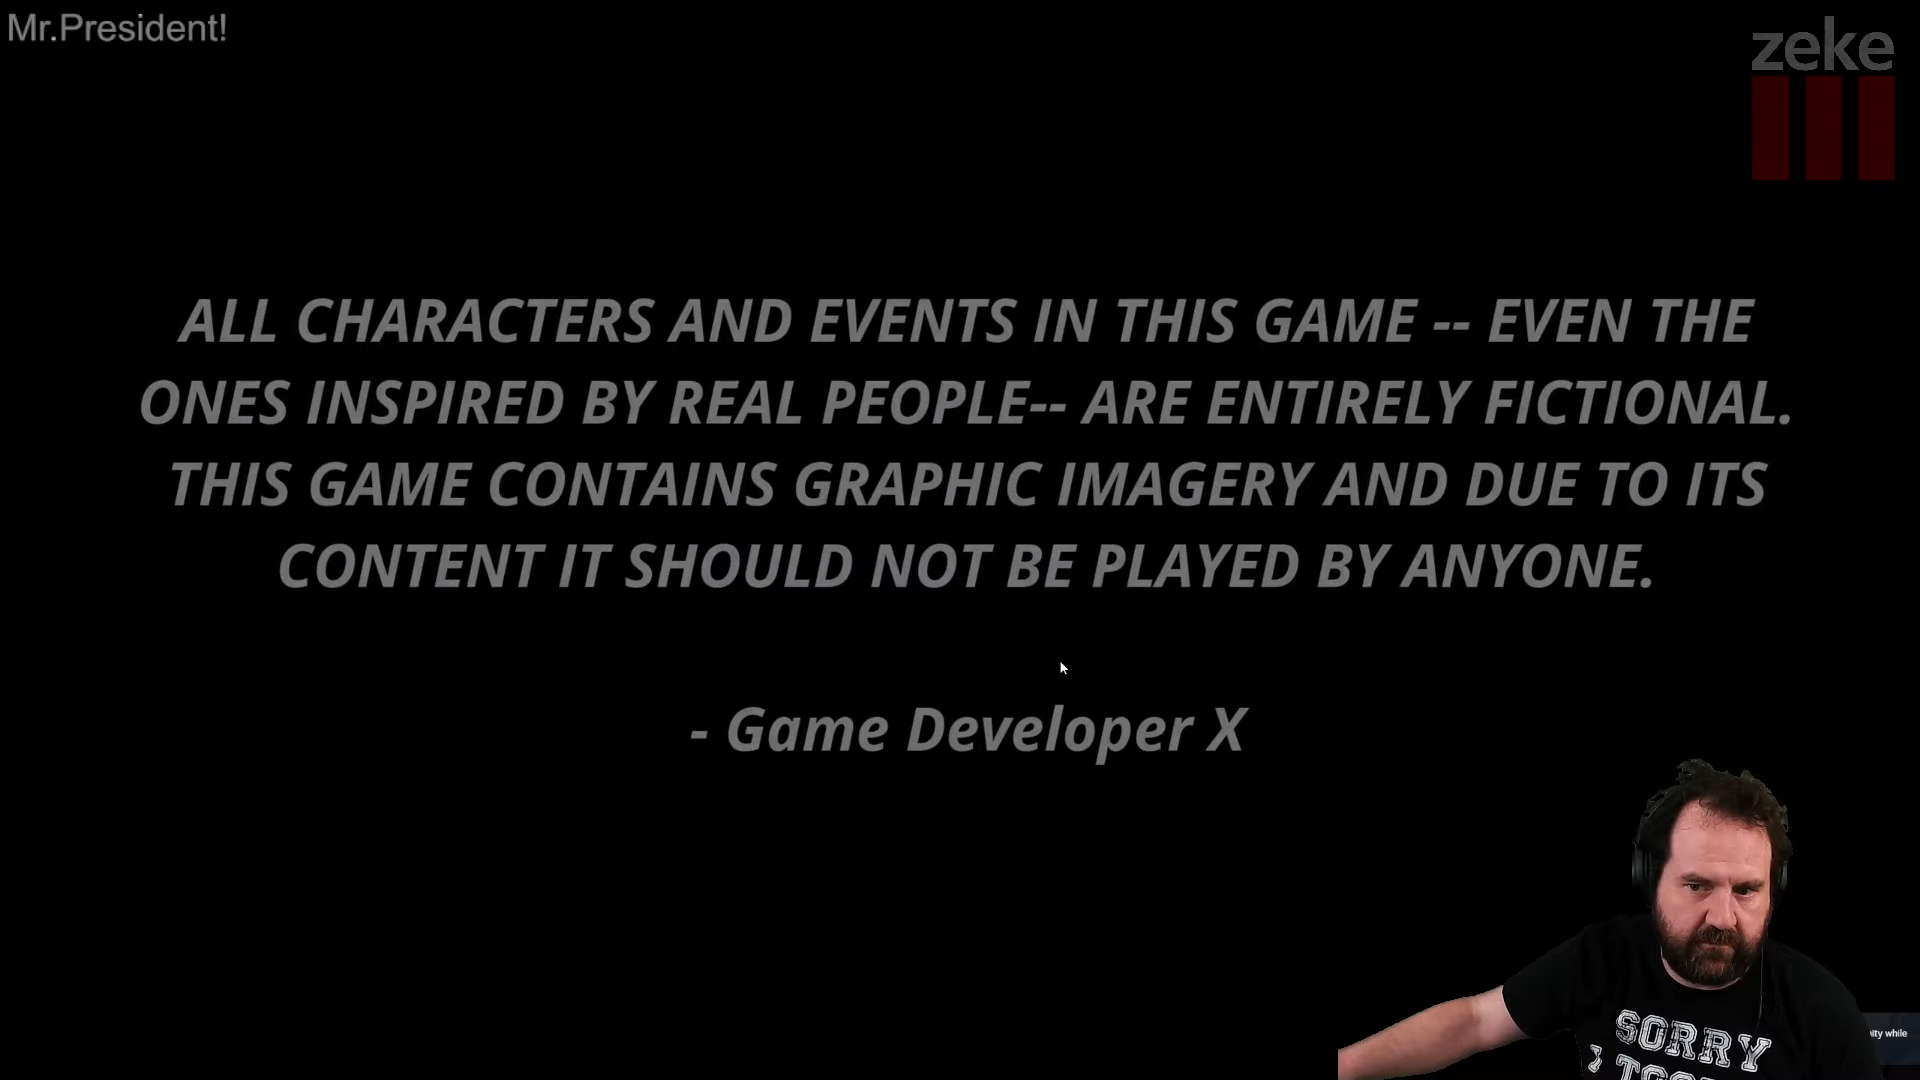 Mr.President!
zeke
ALL CHARACTERS AND EVENTS IN THIS GAME -- EVEN THE
ONES INSPIRED BY REAL PEOPLE-- ARE ENTIRELY FICTIONAL.
THIS GAME CONTAINS GRAPHIC IMAGERY AND DUE TO ITS
CONTENT IT SHOULD NOT BE PLAYED BY ANYONE.
- Game Developer X
while
SORRY
I